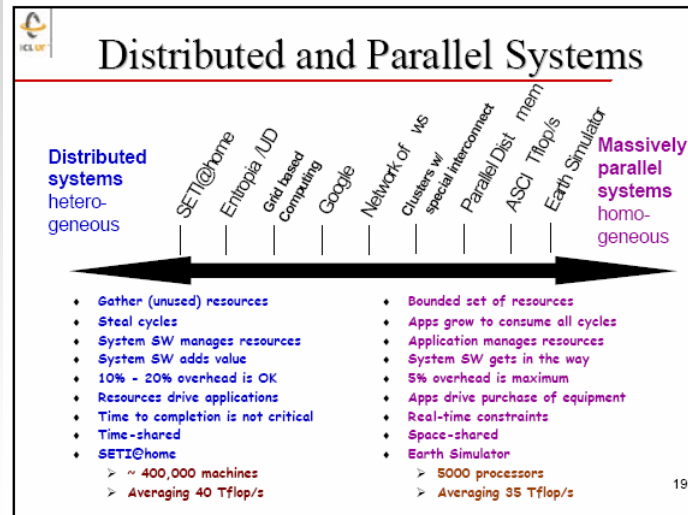 ICL UT
Distributed and Parallel Systems
Distributed
systems
hetero-
geneous
SETI@home
Entropia /UD
Grid based
Computing
Google
Network of ws
Clusters w/
special interconnect
Parallel Dist mem
ASCI Tflop/s
Earth Simulator
Massively
parallel
systems
homo-
geneous
♦ Gather (unused) resources
♦ Steal cycles
♦ System SW manages resources
♦ System SW adds value
♦ 10% - 20% overhead is OK
♦ Resources drive applications
♦ Time to completion is not critical
♦ Time-shared
♦ SETI@home
➢ ~ 400,000 machines
➢ Averaging 40 Tflop/s
♦ Bounded set of resources
♦ Apps grow to consume all cycles
♦ Application manages resources
♦ System SW gets in the way
♦ 5% overhead is maximum
♦ Apps drive purchase of equipment
♦ Real-time constraints
♦ Space-shared
♦ Earth Simulator
➢ 5000 processors
➢ Averaging 35 Tflop/s
19